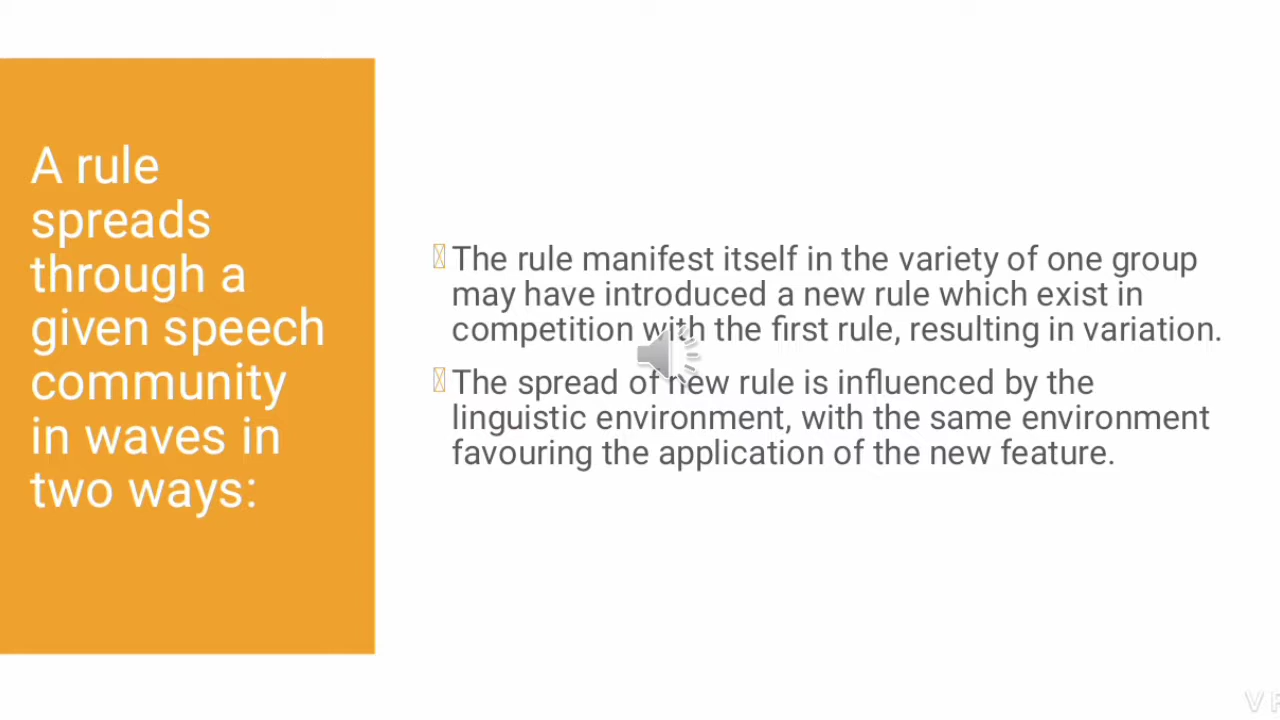 A rule
spreads
through a
given speech
community
in waves in
two ways:
The rule manifest itself in the variety of one group
may have introduced a new rule which exist in
competition with the first rule, resulting in variation.
The spread of new rule is influenced by the
linguistic environment, with the same environment
favouring the application of the new feature.